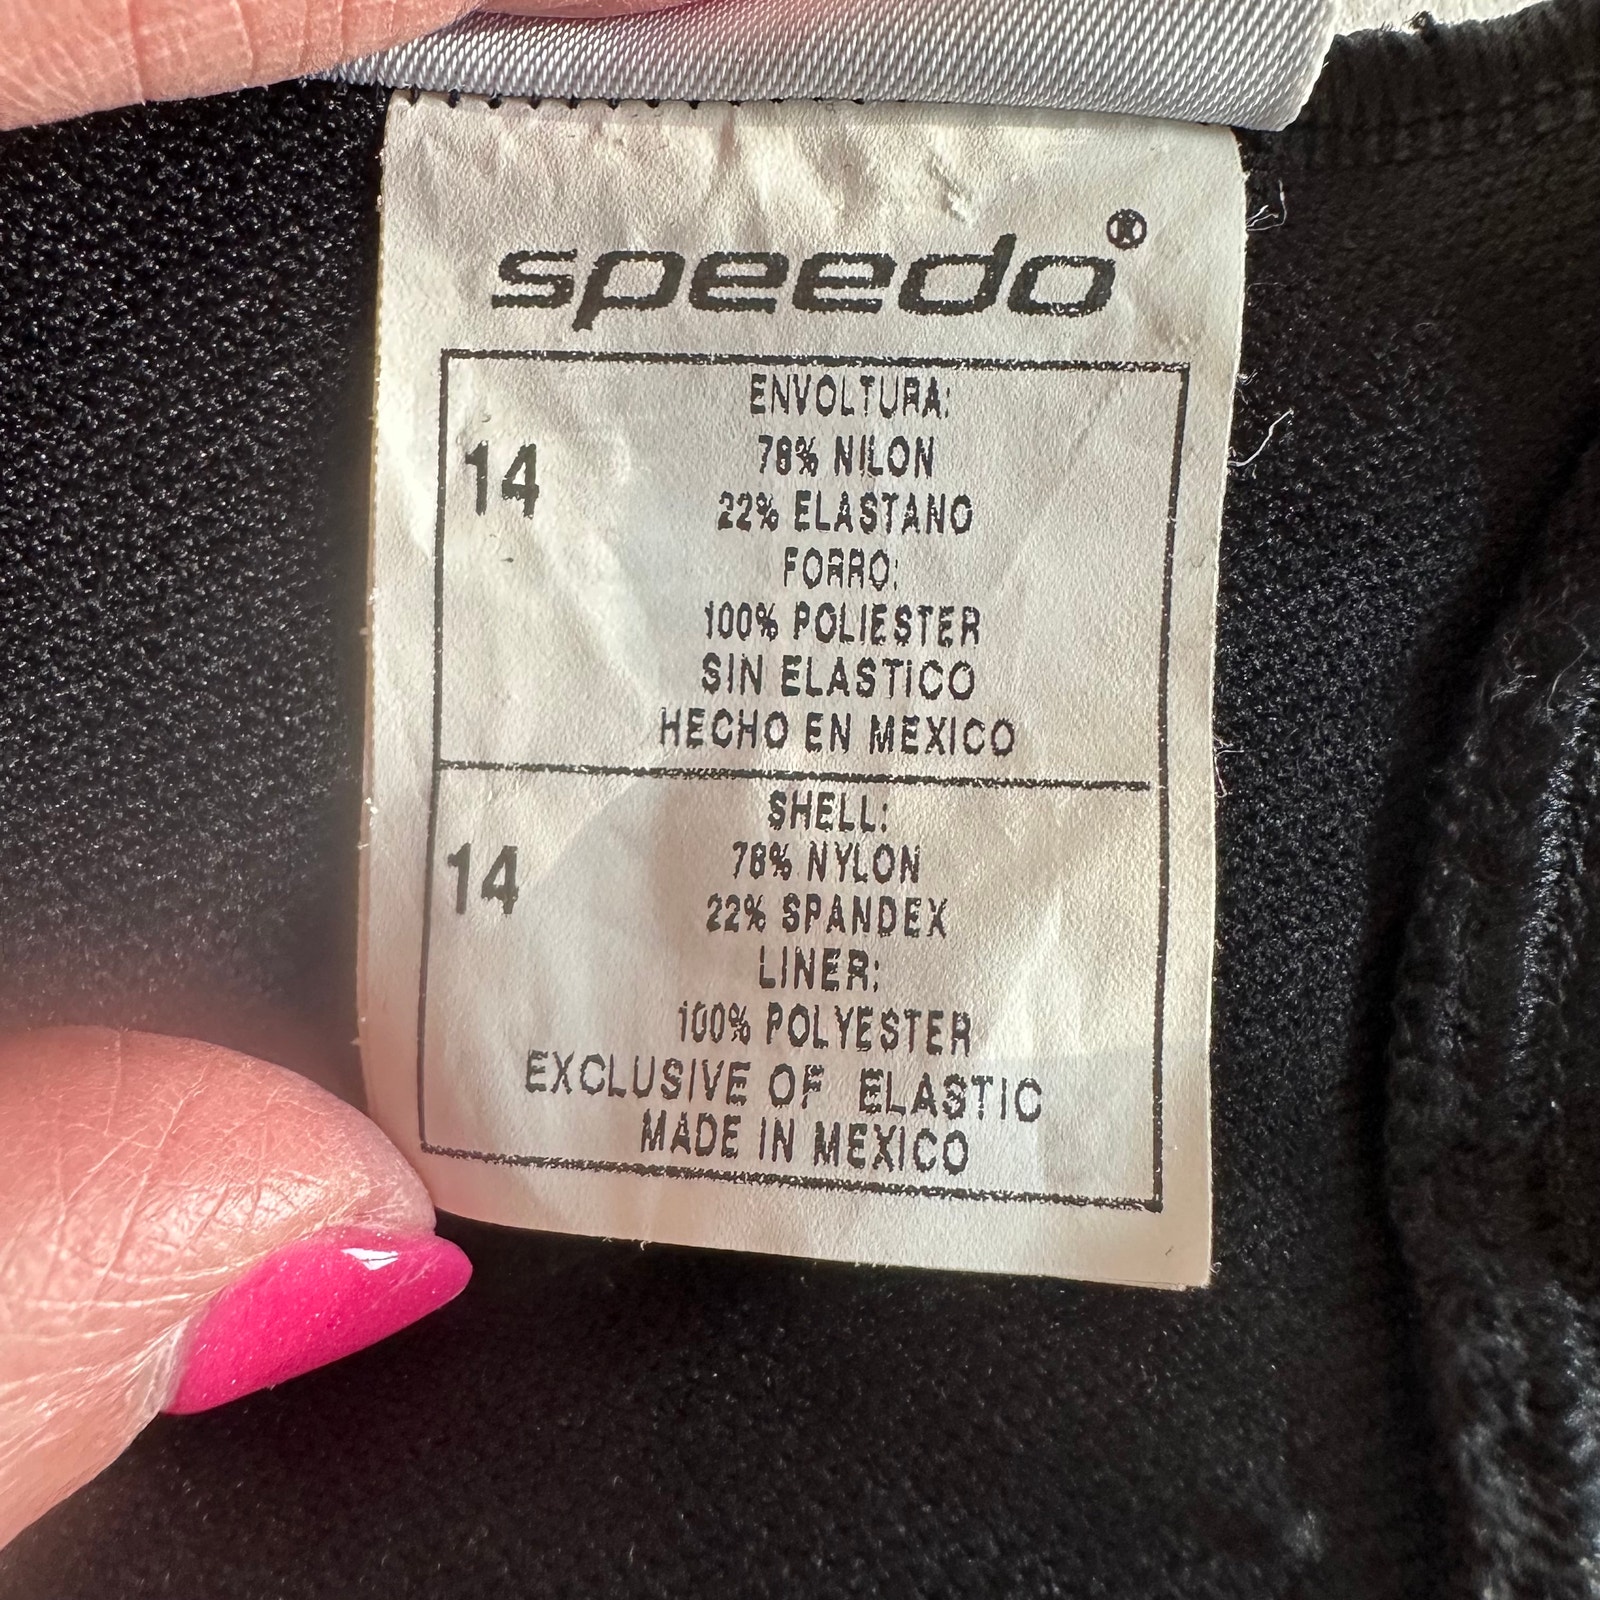 speedo®
14
ENVOLTURA:
78% NILON
22% ELASTANO
FORRO:
100% POLIESTER
SIN ELASTICO
HECHO EN MEXICO
14
SHELL:
78% NYLON
22% SPANDEX
LINER:
100% POLYESTER
EXCLUSIVE OF ELASTIC
MADE IN MEXICO